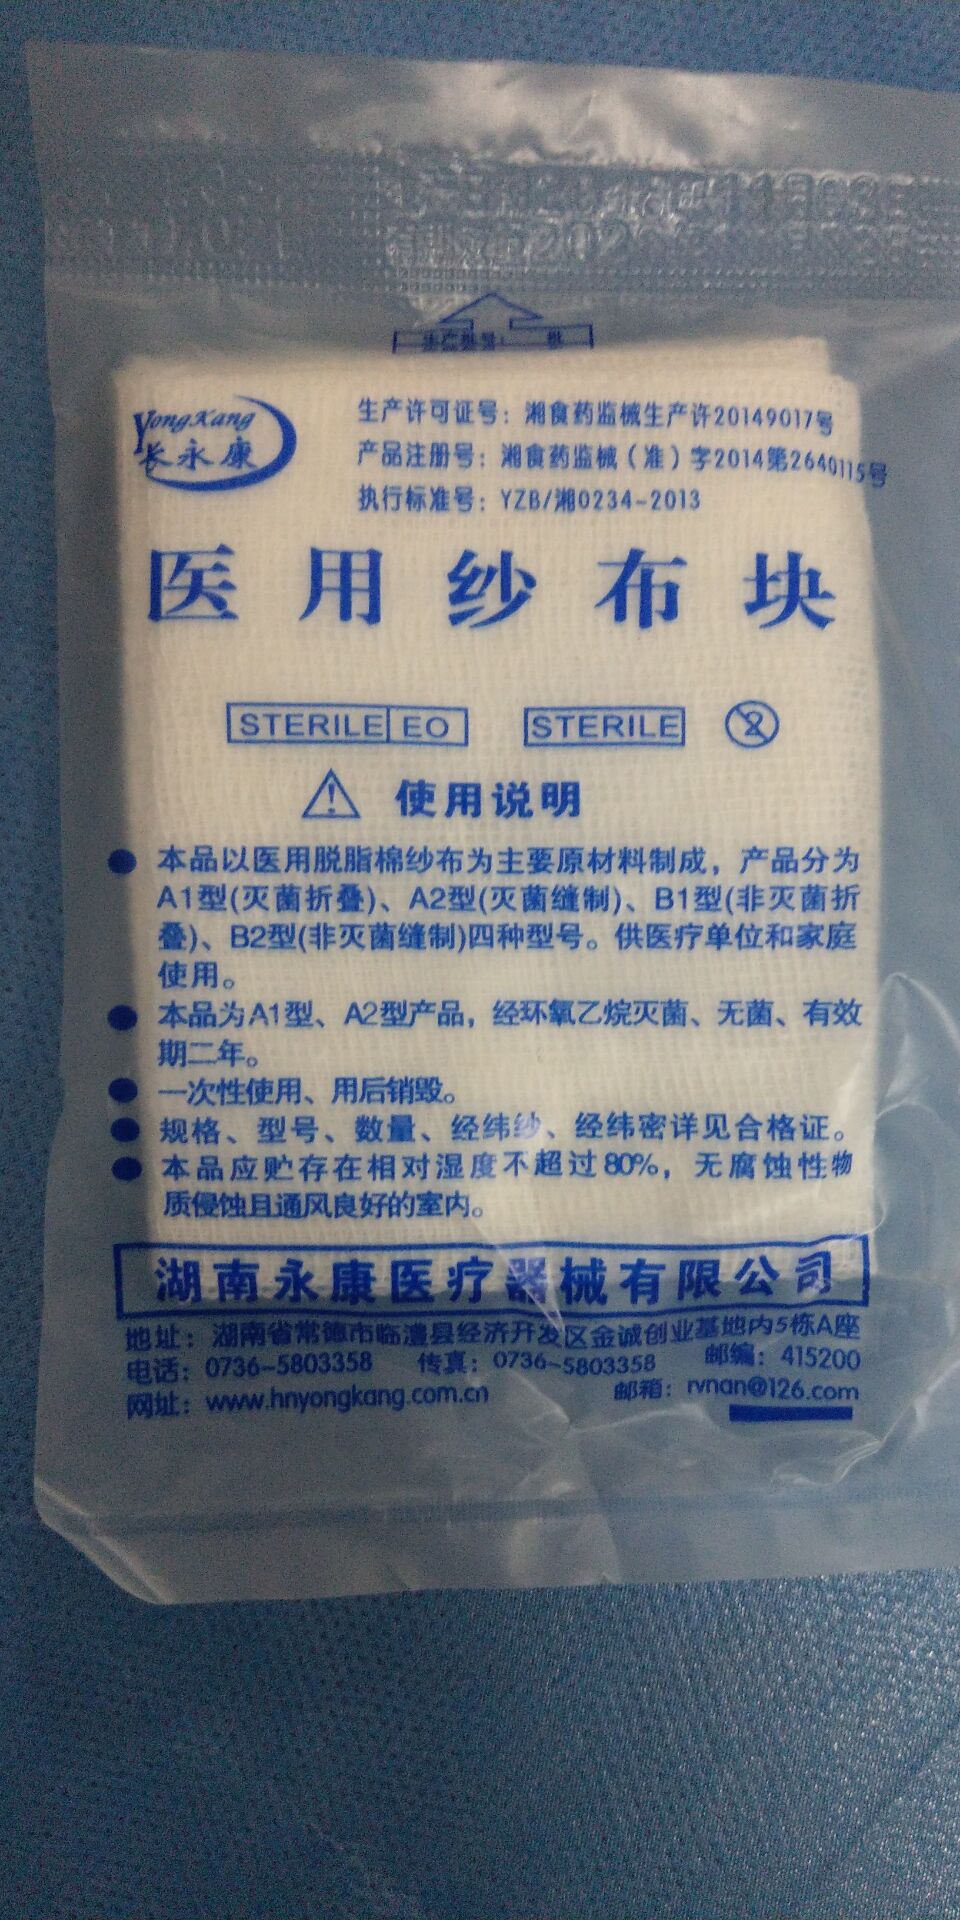 YongKang
长永康
生产许可证号：湘食药监械生产许20149017号
产品注册号：湘食药监械（准）字2014第2640115号
执行标准号：YZB/湘0234-2013
医用纱布块
STERILE EO
STERILE
2
使用说明
● 本品以医用脱脂棉纱布为主要原材料制成，产品分为
A1型(灭菌折叠)、A2型(灭菌缝制)、B1型(非灭菌折
叠)、B2型(非灭菌缝制)四种型号。供医疗单位和家庭
使用。
● 本品为A1型、A2型产品，经环氧乙烷灭菌、无菌、有效
期二年。
● 一次性使用、用后销毁。
● 规格、型号、数量、经纬纱、经纬密详见合格证。
● 本品应贮存在相对湿度不超过80%，无腐蚀性物
质侵蚀且通风良好的室内。
湖南永康医疗器械有限公司
地址：湖南省常德市临澧县经济开发区金诚创业基地内5栋A座
电话：0736-5803358 传真：0736-5803358 邮编：415200
网址：www.hnyongkang.com.cn 邮箱：rvnan@126.com